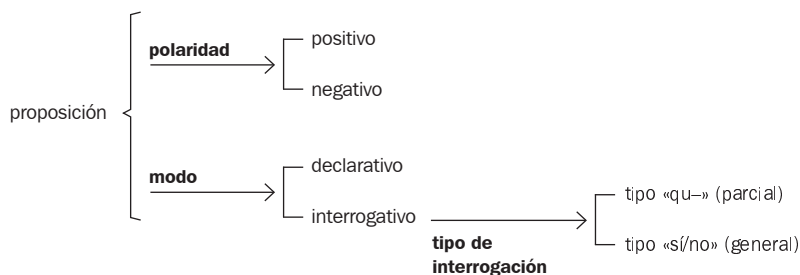 proposición
polaridad
positivo
negativo
modo
declarativo
interrogativo
tipo de
interrogación
tipo «qu–» (parcial)
tipo «sí/no» (general)